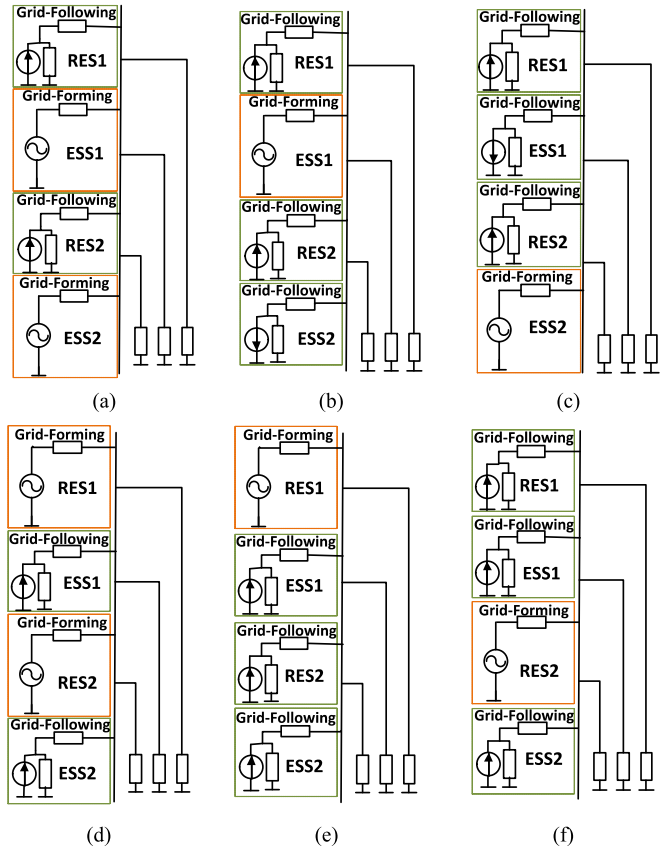 Grid-Following
RES1
Grid-Forming
ESS1
Grid-Following
RES2
Grid-Forming
ESS2
(a)
Grid-Following
RES1
Grid-Forming
ESS1
Grid-Following
RES2
Grid-Following
ESS2
(b)
Grid-Following
RES1
Grid-Following
ESS1
Grid-Following
RES2
Grid-Forming
ESS2
(c)
Grid-Forming
RES1
Grid-Following
ESS1
Grid-Forming
RES2
Grid-Following
ESS2
(d)
Grid-Forming
RES1
Grid-Following
ESS1
Grid-Following
RES2
Grid-Following
ESS2
(e)
Grid-Following
RES1
Grid-Following
ESS1
Grid-Forming
RES2
Grid-Following
ESS2
(f)